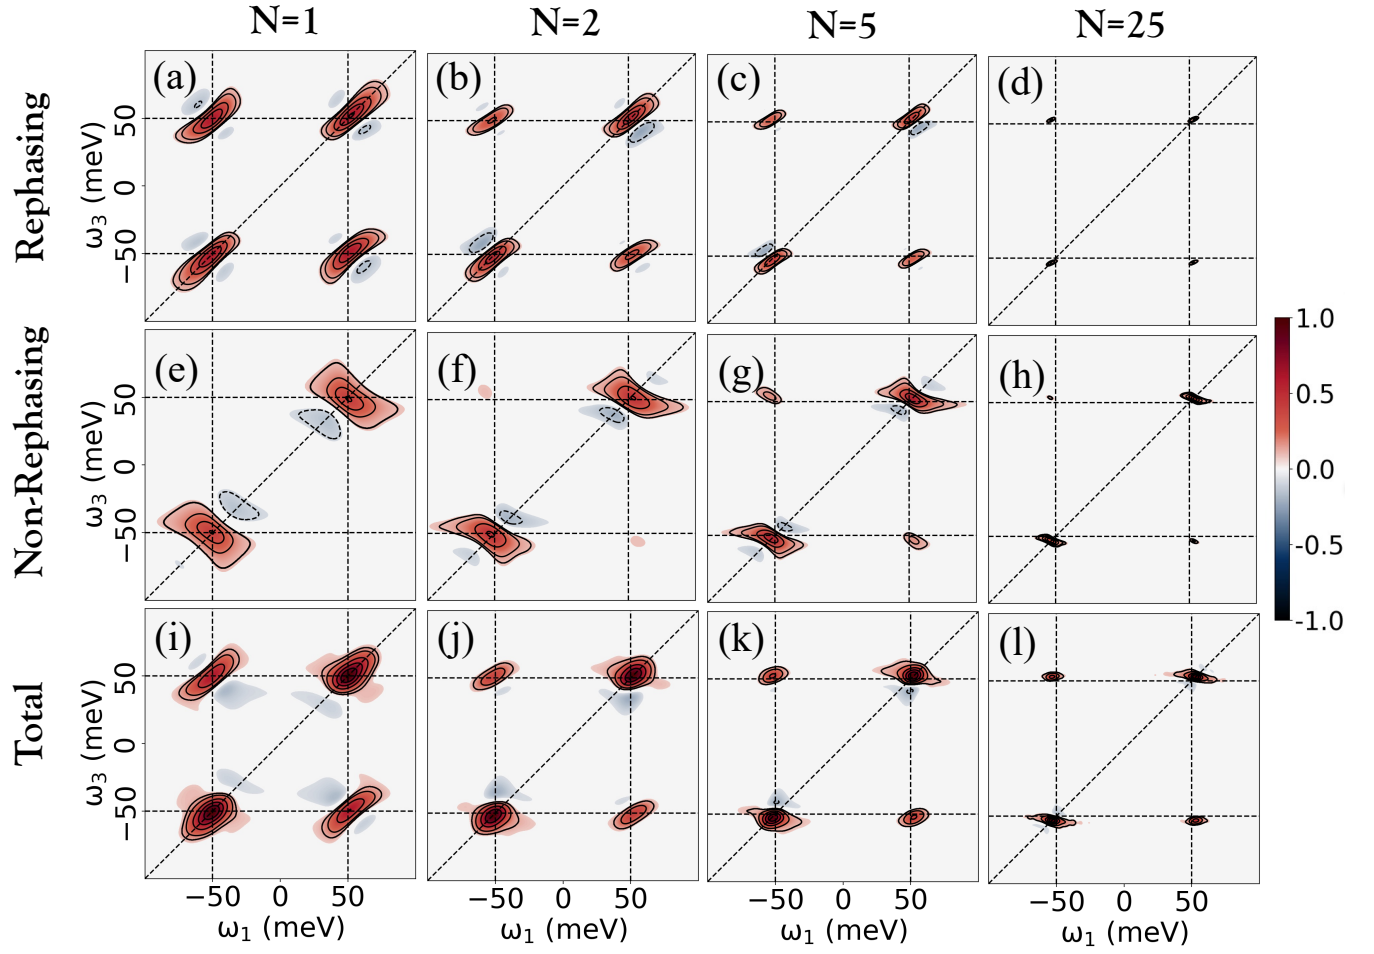 N=1 N=2 N=5 N=25
Rephasing
(a) (b) (c) (d)
ω₃ (meV)
50
0
−50
Non-Rephasing
(e) (f) (g) (h)
ω₃ (meV)
50
0
−50
1.0
0.5
0.0
-0.5
-1.0
Total
(i) (j) (k) (l)
ω₃ (meV)
50
0
−50
−50 0 50 −50 0 50 −50 0 50 −50 0 50
ω₁ (meV) ω₁ (meV) ω₁ (meV) ω₁ (meV)